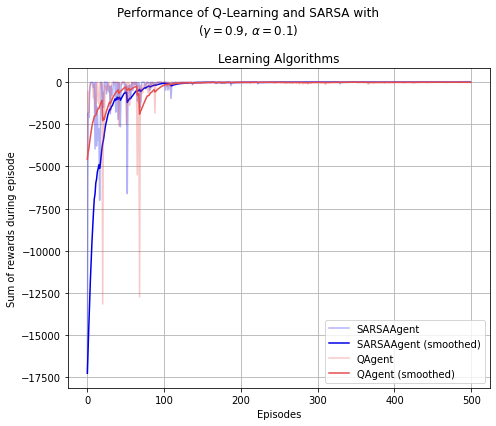 Performance of Q-Learning and SARSA with
(γ = 0.9, α = 0.1)
Learning Algorithms
Sum of rewards during episode
0
−2500
−5000
−7500
−10000
−12500
−15000
−17500
SARSAAgent
SARSAAgent (smoothed)
QAgent
QAgent (smoothed)
0 100 200 300 400 500
Episodes